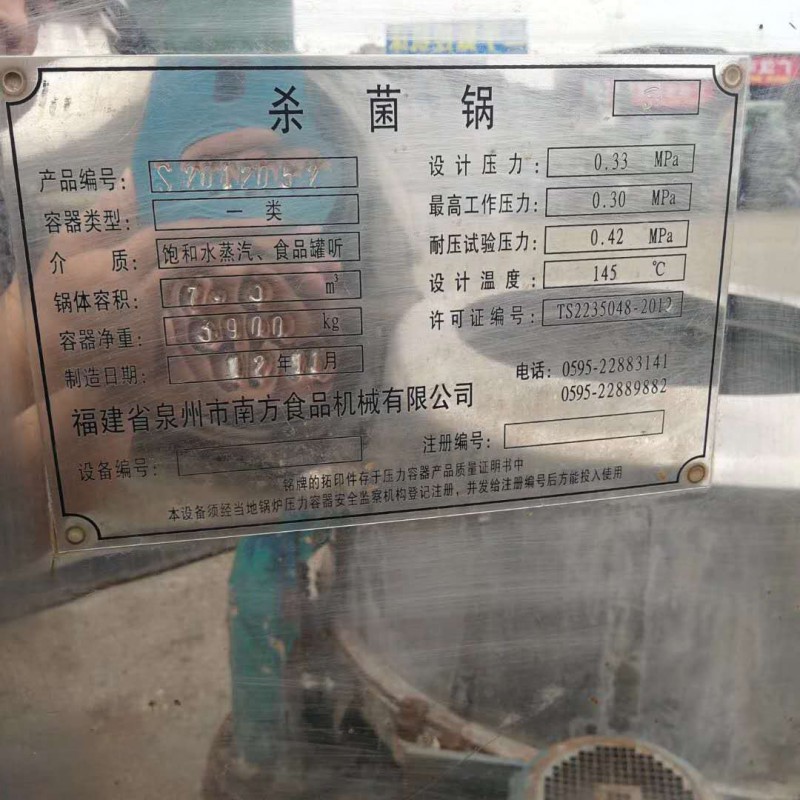 杀菌锅
产品编号:
容器类型: 一类
介质: 饱和水蒸汽、食品罐听
锅体容积: m³
容器净重: 3900 kg
制造日期: 12年11月
设计压力: 0.33 MPa
最高工作压力: 0.30 MPa
耐压试验压力: 0.42 MPa
设计温度: 145 ℃
许可证编号: TS2235048-2012
电话: 0595-22883141
0595-22889882
福建省泉州市南方食品机械有限公司
设备编号:
注册编号:
铭牌的拓印件存于压力容器产品质量证明书中
本设备须经当地锅炉压力容器安全监察机构登记注册，并发给注册编号后方能投入使用